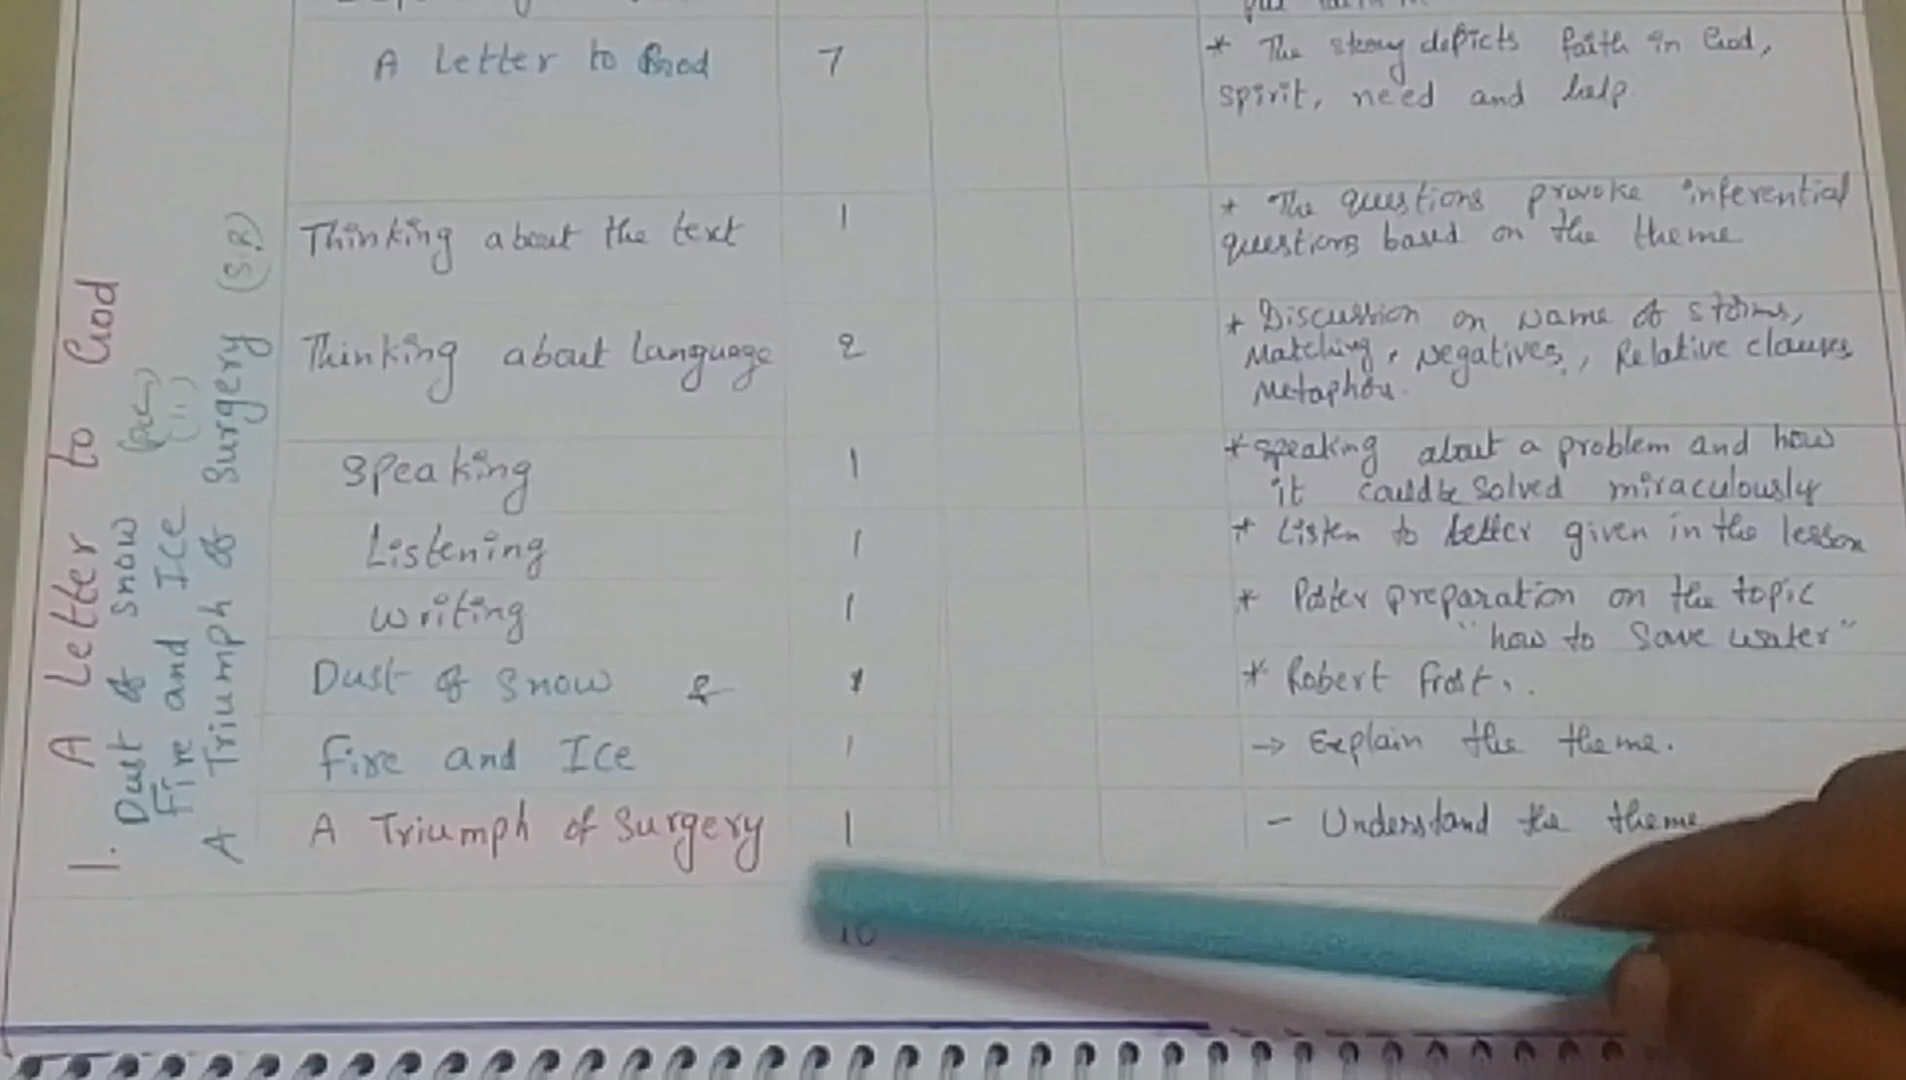 1. A Letter to God
Dust of Snow
Fire and Ice
A Triumph of Surgery (S.R)
A Letter to God 7
* The story depicts faith in God,
spirit, need and help.
Thinking about the text 1
* The questions provoke inferential
questions based on the theme
Thinking about Language 2
* Discussion on Name of storms,
Matching, Negatives, Relative clauses
Metaphor.
Speaking 1
* Speaking about a problem and how
it could be solved miraculously
Listening 1
* Listen to letter given in the lesson
Writing 1
* Poster preparation on the topic
"how to save water"
Dust of Snow & 1
* Robert Frost..
Fire and Ice 1
→ Explain the theme.
A Triumph of Surgery 1
- Understand the theme
10